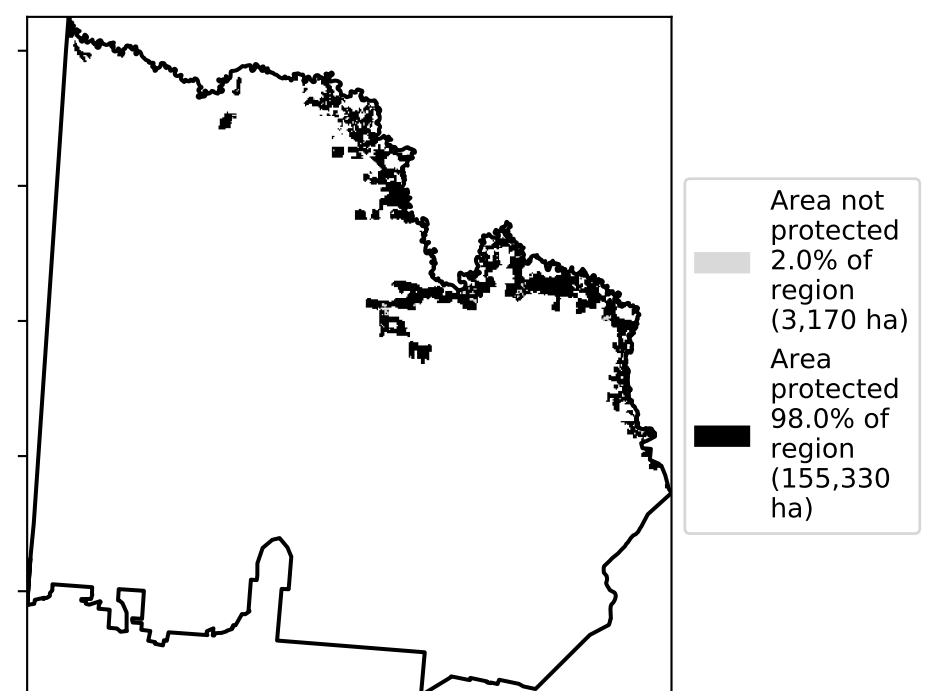 Area not
protected
2.0% of
region
(3,170 ha)
Area
protected
98.0% of
region
(155,330
ha)